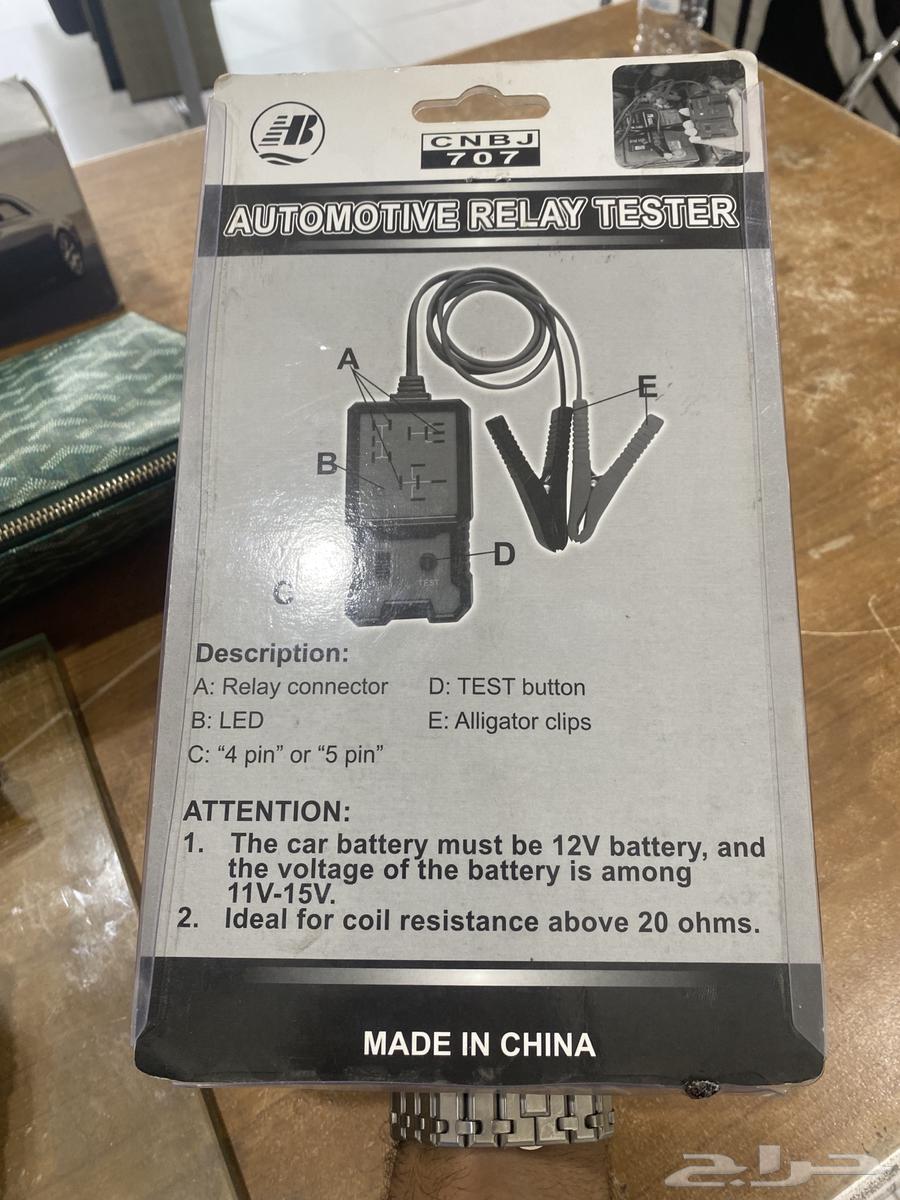 B
CNBJ
707
AUTOMOTIVE RELAY TESTER
A
E
B
D
TEST
C
Description:
A: Relay connector
D: TEST button
B: LED
E: Alligator clips
C: “4 pin” or “5 pin”
ATTENTION:
1. The car battery must be 12V battery, and
the voltage of the battery is among
11V-15V.
2. Ideal for coil resistance above 20 ohms.
MADE IN CHINA
حراج